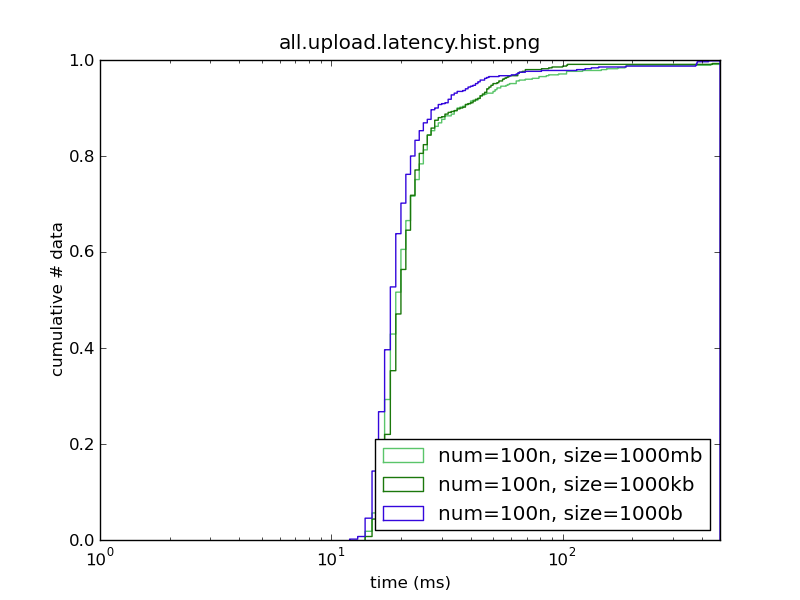 all.upload.latency.hist.png
1.0
0.8
0.6
0.4
0.2
0.0
cumulative # data
num=100n, size=1000mb
num=100n, size=1000kb
num=100n, size=1000b
10^0 10^1 10^2
time (ms)